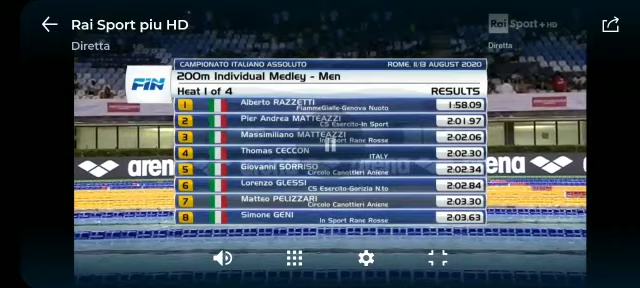 Rai Sport piu HD
Diretta
Rai Sport + HD
Diretta
CAMPIONATO ITALIANO ASSOLUTO ROME, 11/13 AUGUST 2020
FIN
200m Individual Medley - Men
Heat 1 of 4 RESULTS
1 Alberto RAZZETTI FiammeGialle-Genova Nuoto 1:58.09
2 Pier Andrea MATTEAZZI CS Esercito-In Sport 2:01.97
3 Massimiliano MATTEAZZI In Sport Rane Rosse 2:02.06
4 Thomas CECCON ITALY 2:02.30
5 Giovanni SORRISO Circolo Canottieri Aniene 2:02.34
6 Lorenzo GLESSI CS Esercito-Gorizia N.to 2:02.84
7 Matteo PELIZZARI Circolo Canottieri Aniene 2:03.30
8 Simone GENI In Sport Rane Rosse 2:03.63
arena
arena